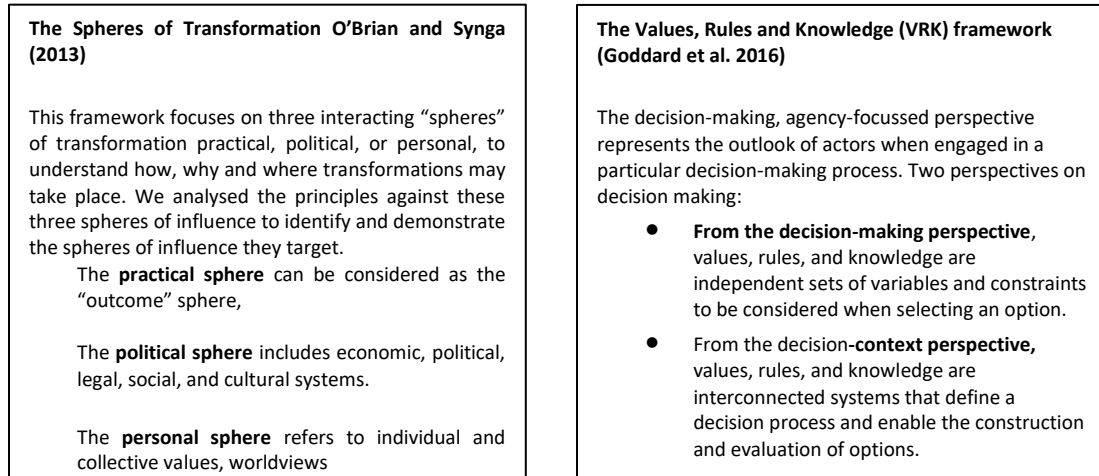 The Spheres of Transformation O’Brian and Synga
(2013)
This framework focuses on three interacting “spheres”
of transformation practical, political, or personal, to
understand how, why and where transformations may
take place. We analysed the principles against these
three spheres of influence to identify and demonstrate
the spheres of influence they target.
The practical sphere can be considered as the
“outcome” sphere,
The political sphere includes economic, political,
legal, social, and cultural systems.
The personal sphere refers to individual and
collective values, worldviews
The Values, Rules and Knowledge (VRK) framework
(Goddard et al. 2016)
The decision-making, agency-focussed perspective
represents the outlook of actors when engaged in a
particular decision-making process. Two perspectives on
decision making:
● From the decision-making perspective,
values, rules, and knowledge are
independent sets of variables and constraints
to be considered when selecting an option.
● From the decision-context perspective,
values, rules, and knowledge are
interconnected systems that define a
decision process and enable the construction
and evaluation of options.